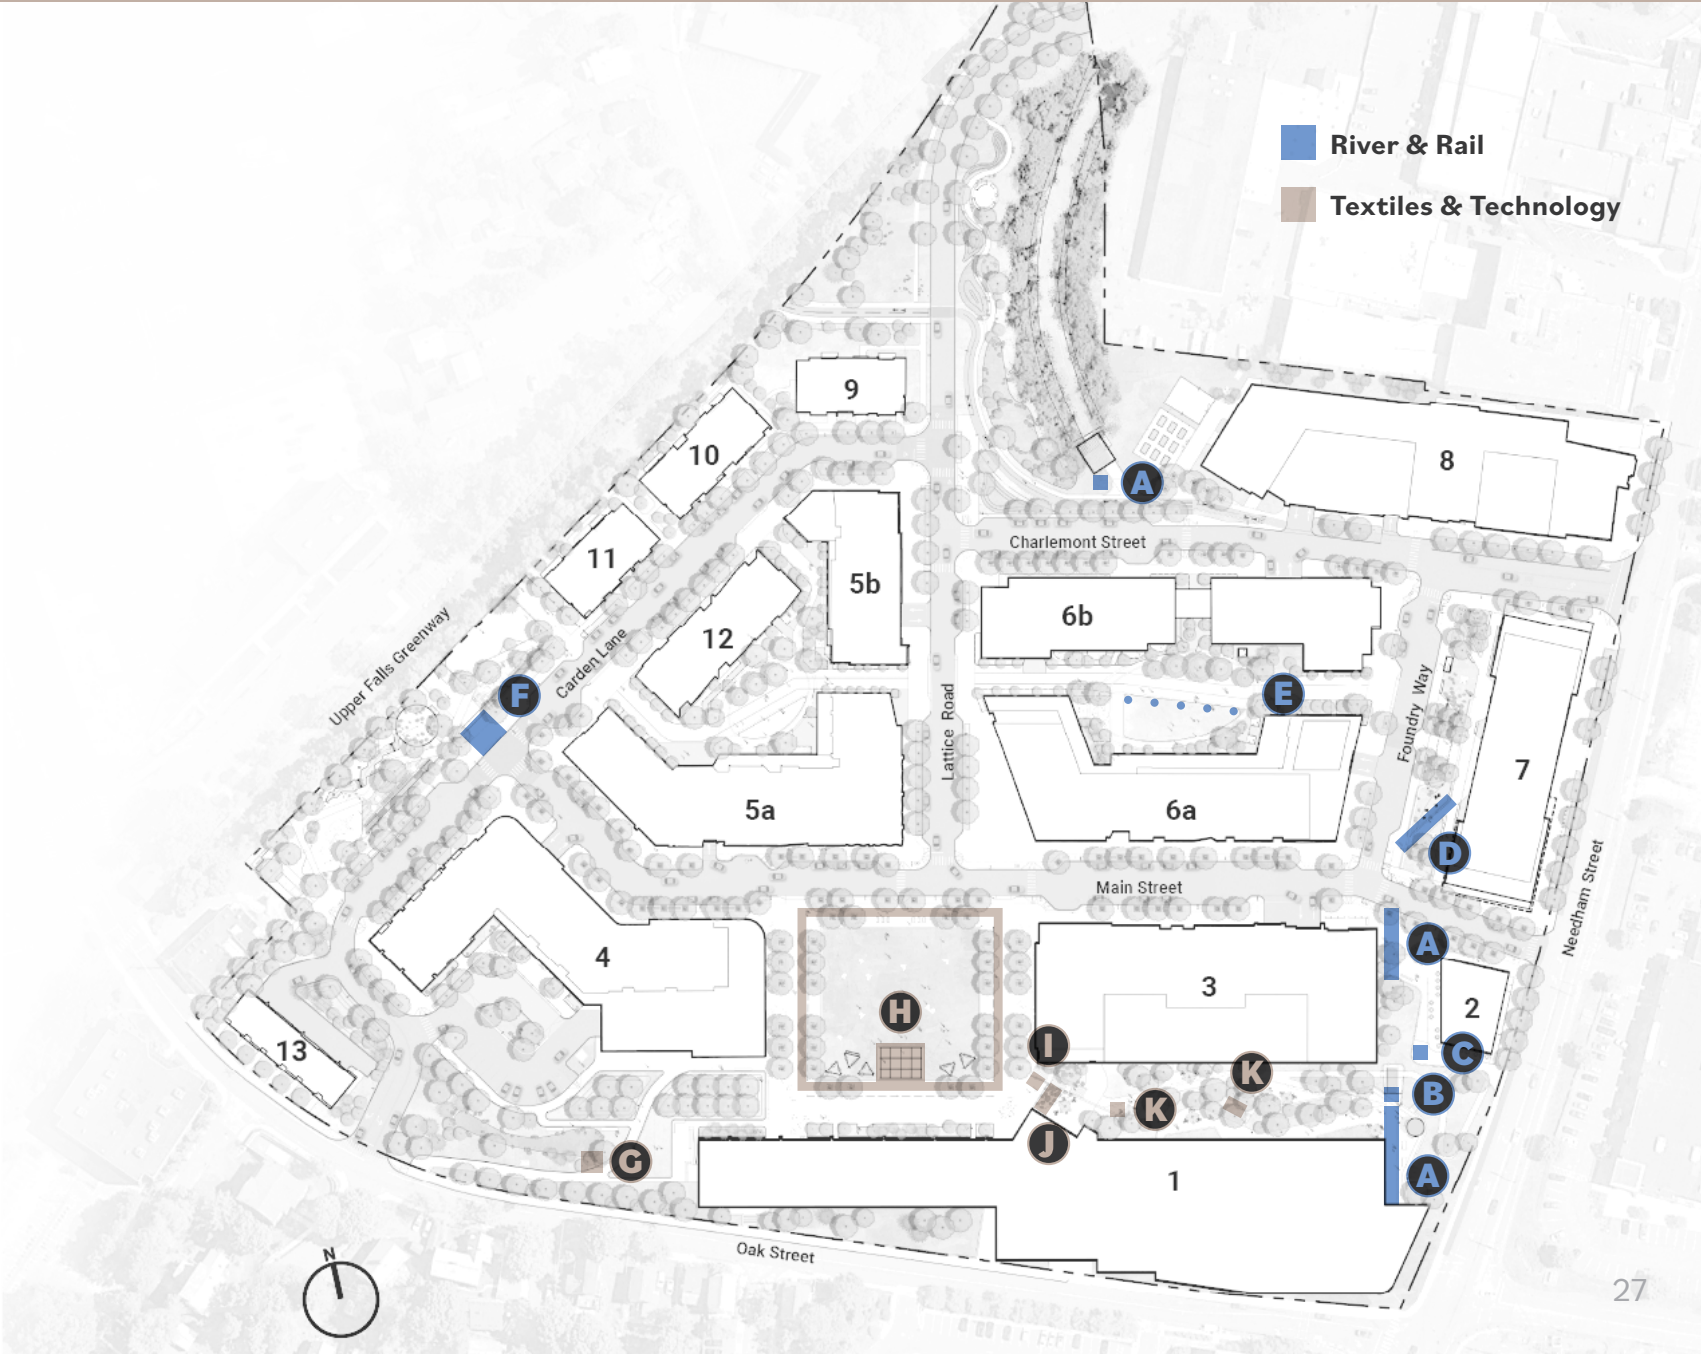 River & Rail
Textiles & Technology
9
10
8
A
11
Charlemont Street
5b
6b
12
Upper Falls Greenway
Carden Lane
F
E
Lattice Road
Foundry Way
7
5a
6a
D
Main Street
Needham Street
A
4
3
H
2
13
I
K
C
B
K
J
G
1
A
Oak Street
N
27